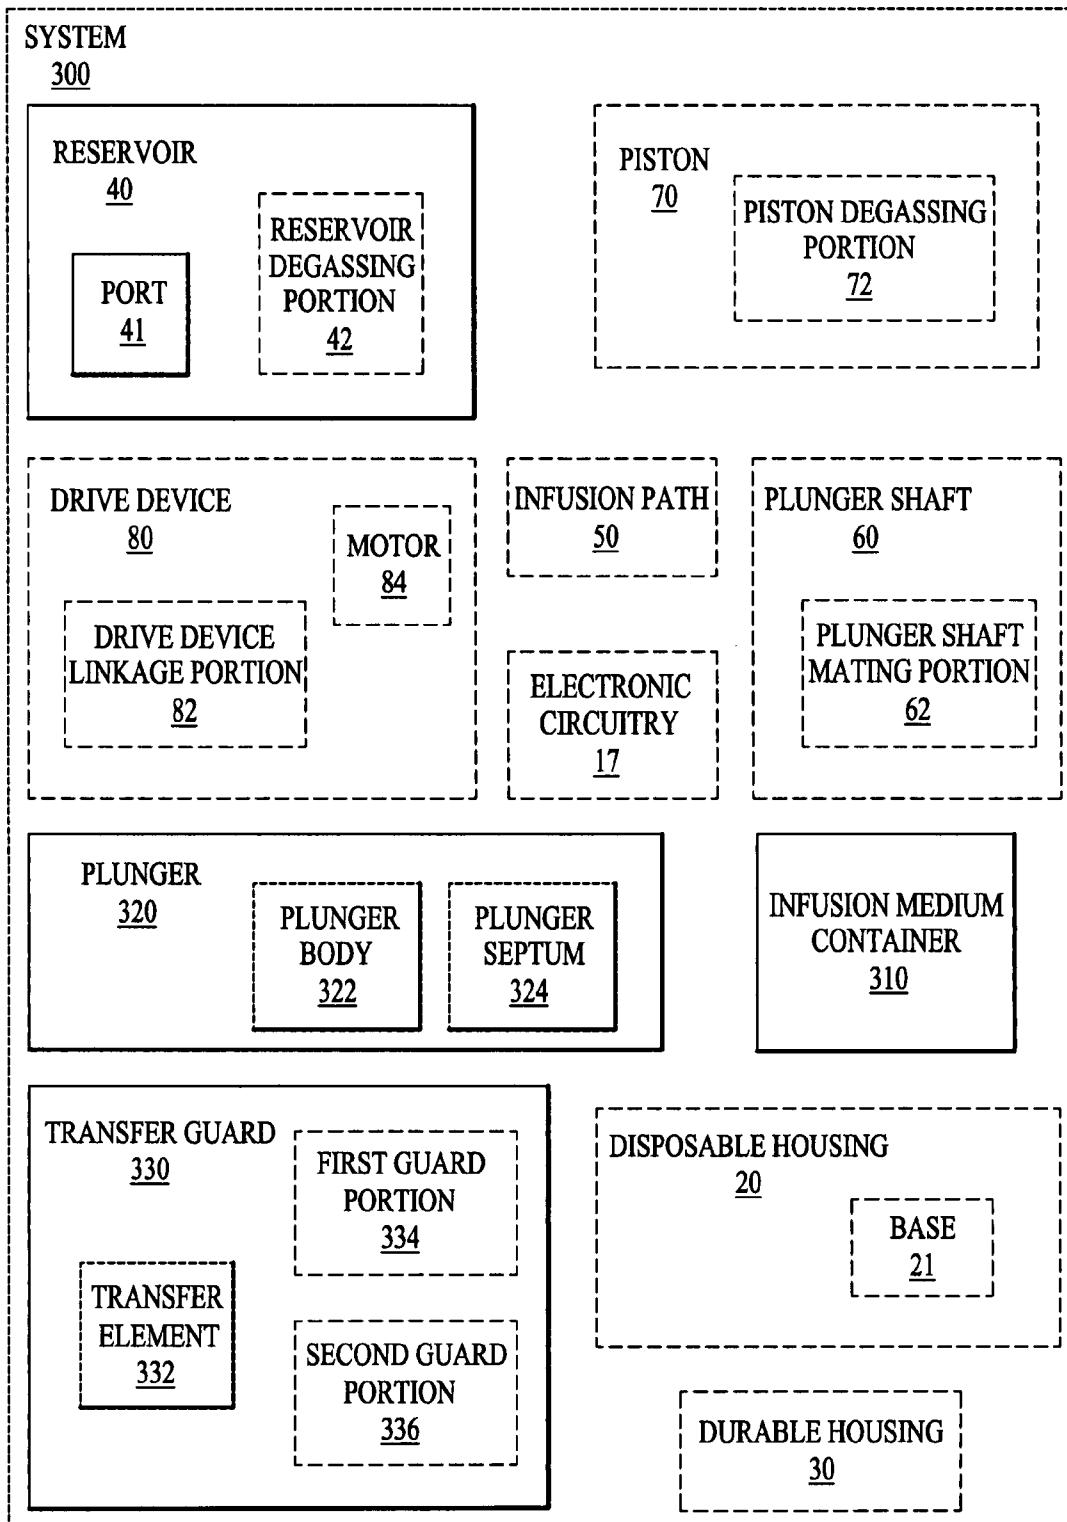 SYSTEM
300
RESERVOIR
40
PORT
41
RESERVOIR
DEGASSING
PORTION
42
PISTON
70
PISTON DEGASSING
PORTION
72
DRIVE DEVICE
80
MOTOR
84
DRIVE DEVICE
LINKAGE PORTION
82
INFUSION PATH
50
ELECTRONIC
CIRCUITRY
17
PLUNGER SHAFT
60
PLUNGER SHAFT
MATING PORTION
62
PLUNGER
320
PLUNGER
BODY
322
PLUNGER
SEPTUM
324
INFUSION MEDIUM
CONTAINER
310
TRANSFER GUARD
330
FIRST GUARD
PORTION
334
TRANSFER
ELEMENT
332
SECOND GUARD
PORTION
336
DISPOSABLE HOUSING
20
BASE
21
DURABLE HOUSING
30